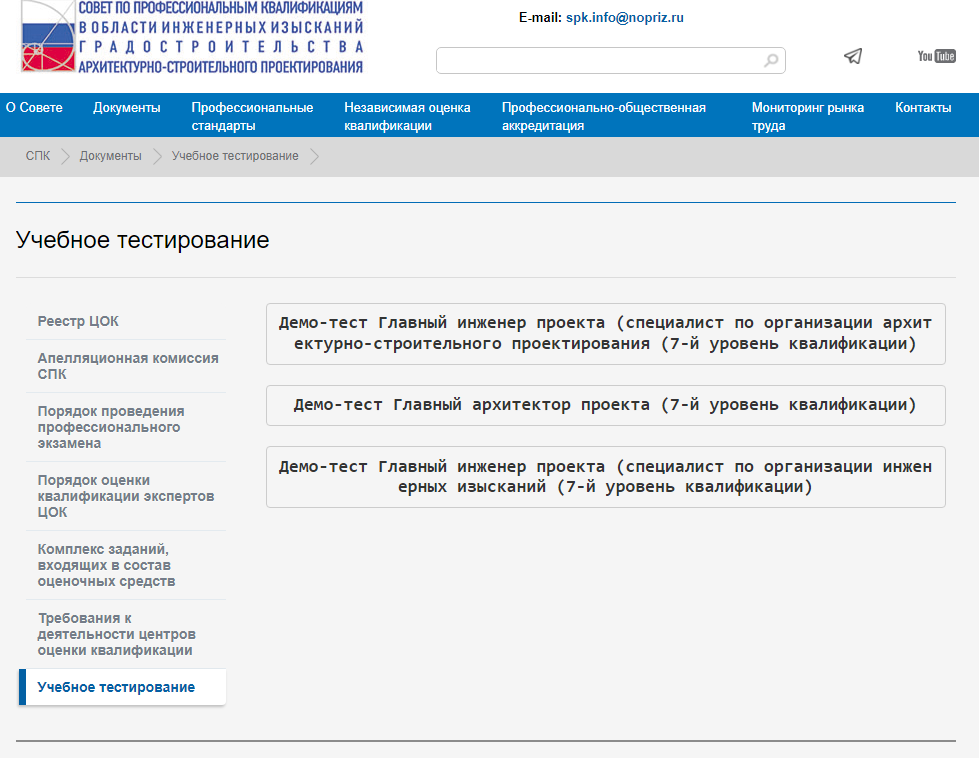 СОВЕТ ПО ПРОФЕССИОНАЛЬНЫМ КВАЛИФИКАЦИЯМ
В ОБЛАСТИ ИНЖЕНЕРНЫХ ИЗЫСКАНИЙ
ГРАДОСТРОИТЕЛЬСТВА
АРХИТЕКТУРНО-СТРОИТЕЛЬНОГО ПРОЕКТИРОВАНИЯ
E-mail: spk.info@nopriz.ru
You Tube
О Совете
Документы
Профессиональные
стандарты
Независимая оценка
квалификации
Профессионально-общественная
аккредитация
Мониторинг рынка
труда
Контакты
СПК
Документы
Учебное тестирование
Учебное тестирование
Реестр ЦОК
Апелляционная комиссия
СПК
Порядок проведения
профессионального
экзамена
Порядок оценки
квалификации экспертов
ЦОК
Комплекс заданий,
входящих в состав
оценочных средств
Требования к
деятельности центров
оценки квалификации
Учебное тестирование
Демо-тест Главный инженер проекта (специалист по организации архит
ектурно-строительного проектирования (7-й уровень квалификации)
Демо-тест Главный архитектор проекта (7-й уровень квалификации)
Демо-тест Главный инженер проекта (специалист по организации инжен
ерных изысканий (7-й уровень квалификации)